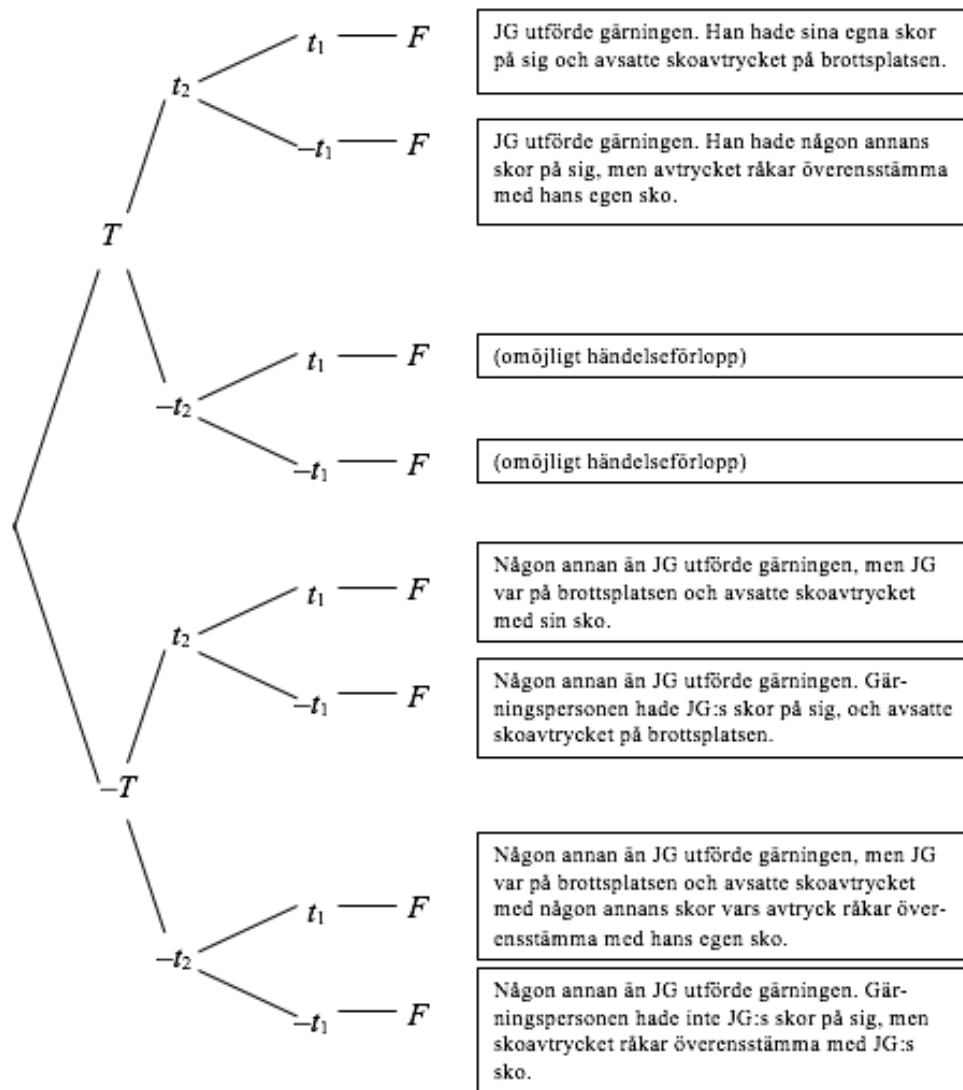 t₁ F JG utförde gärningen. Han hade sina egna skor
på sig och avsatte skoavtrycket på brottsplatsen.
t₂
–t₁ F JG utförde gärningen. Han hade någon annans
skor på sig, men avtrycket råkar överensstämma
med hans egen sko.
T
t₁ F (omöjligt händelseförlopp)
–t₂
–t₁ F (omöjligt händelseförlopp)
t₁ F Någon annan än JG utförde gärningen, men JG
var på brottsplatsen och avsatte skoavtrycket
med sin sko.
t₂
–t₁ F Någon annan än JG utförde gärningen. Gär-
ningspersonen hade JG:s skor på sig, och avsatte
skoavtrycket på brottsplatsen.
–T
t₁ F Någon annan än JG utförde gärningen, men JG
var på brottsplatsen och avsatte skoavtrycket
med någon annans skor vars avtryck råkar över-
ensstämma med hans egen sko.
–t₂
–t₁ F Någon annan än JG utförde gärningen. Gär-
ningspersonen hade inte JG:s skor på sig, men
skoavtrycket råkar överensstämma med JG:s
sko.